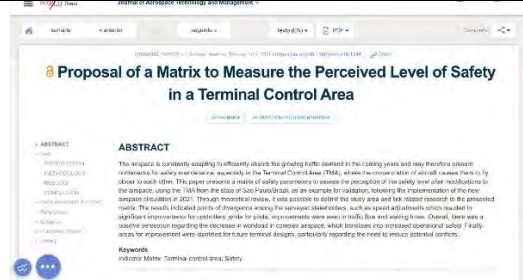 Journal of Aerospace Technology and Management
sumário
« anterior
seguinte »
Texto (EN)
PDF
Proposal of a Matrix to Measure the Perceived Level of Safety
in a Terminal Control Area
ABSTRACT
ABSTRACT
The airspace is constantly adapting to efficiently absorb the growing traffic demand in the coming years and may therefore present
bottlenecks for safety maintenance, especially in the Terminal Control Area (TMA), where the concentration of aircraft causes them to fly
closer to each other. This paper presents a matrix of safety parameters to assess the perception of the safety level after modifications to
the airspace, using the TMA from the state of São Paulo/Brazil, as an example for validation, following the implementation of the new
airspace circulation in 2021. Through theoretical review, it was possible to delimit the study area and link related research to the presented
matrix. The results indicated points of divergence among the surveyed stakeholders, such as speed adjustments which resulted in
significant improvements for controllers, while for pilots, improvements were seen in traffic flow and waiting times. Overall, there was a
positive perception regarding the decrease in workload in complex airspace, which translates into increased operational safety. Finally,
areas for improvement were identified for future terminal designs, particularly regarding the need to reduce potential conflicts.
Keywords
Indicator Matrix; Terminal control area; Safety